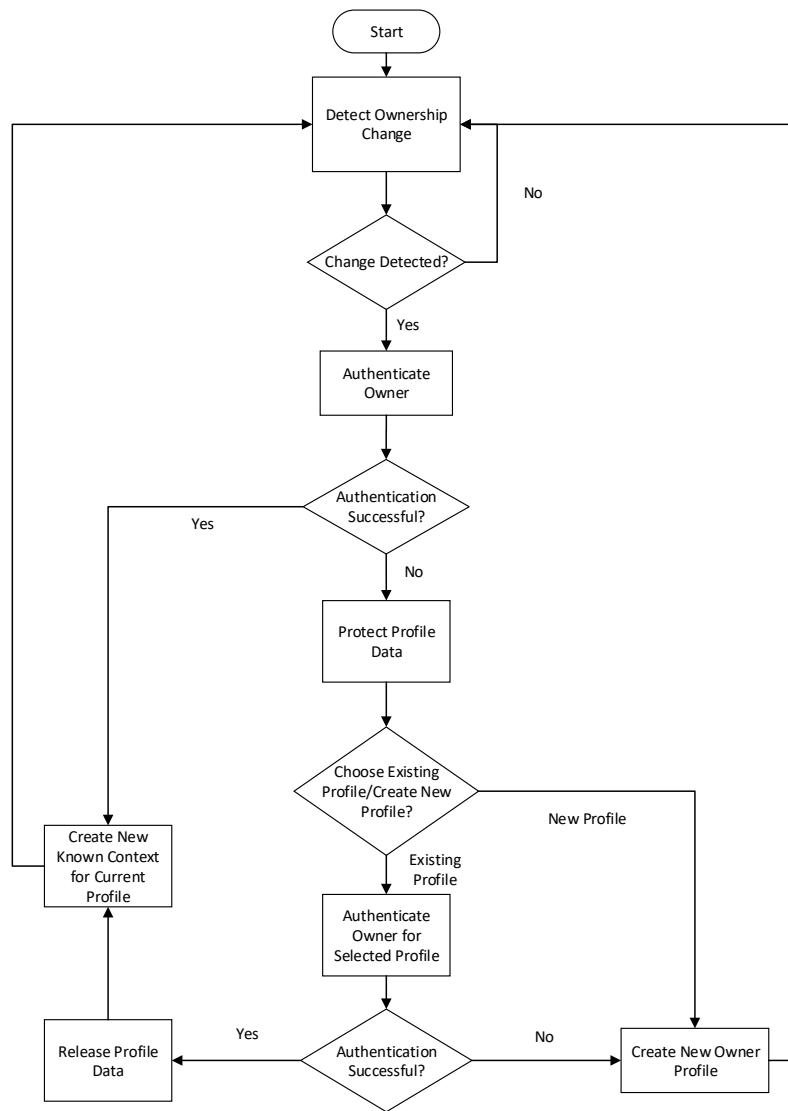 Start
Detect Ownership
Change
No
Change Detected?
Yes
Authenticate
Owner
Authentication
Successful?
Yes
No
Protect Profile
Data
Choose Existing
Profile/Create New
Profile?
New Profile
Existing
Profile
Create New
Known Context
for Current
Profile
Authenticate
Owner for
Selected Profile
Yes
No
Release Profile
Data
Authentication
Successful?
Create New Owner
Profile